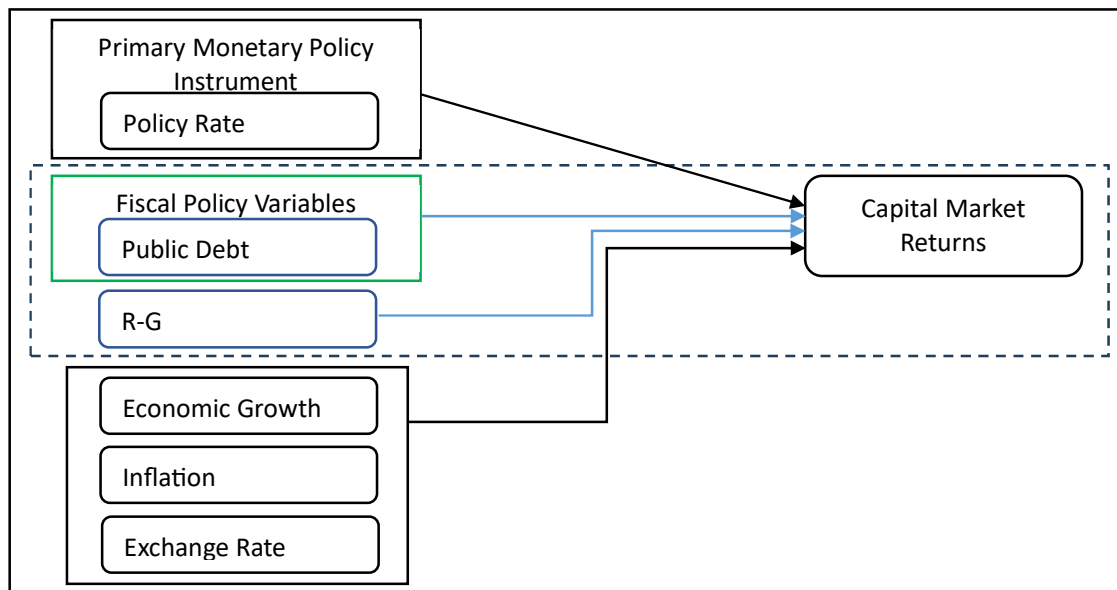 Primary Monetary Policy
Instrument
Policy Rate
Fiscal Policy Variables
Public Debt
R-G
Capital Market
Returns
Economic Growth
Inflation
Exchange Rate